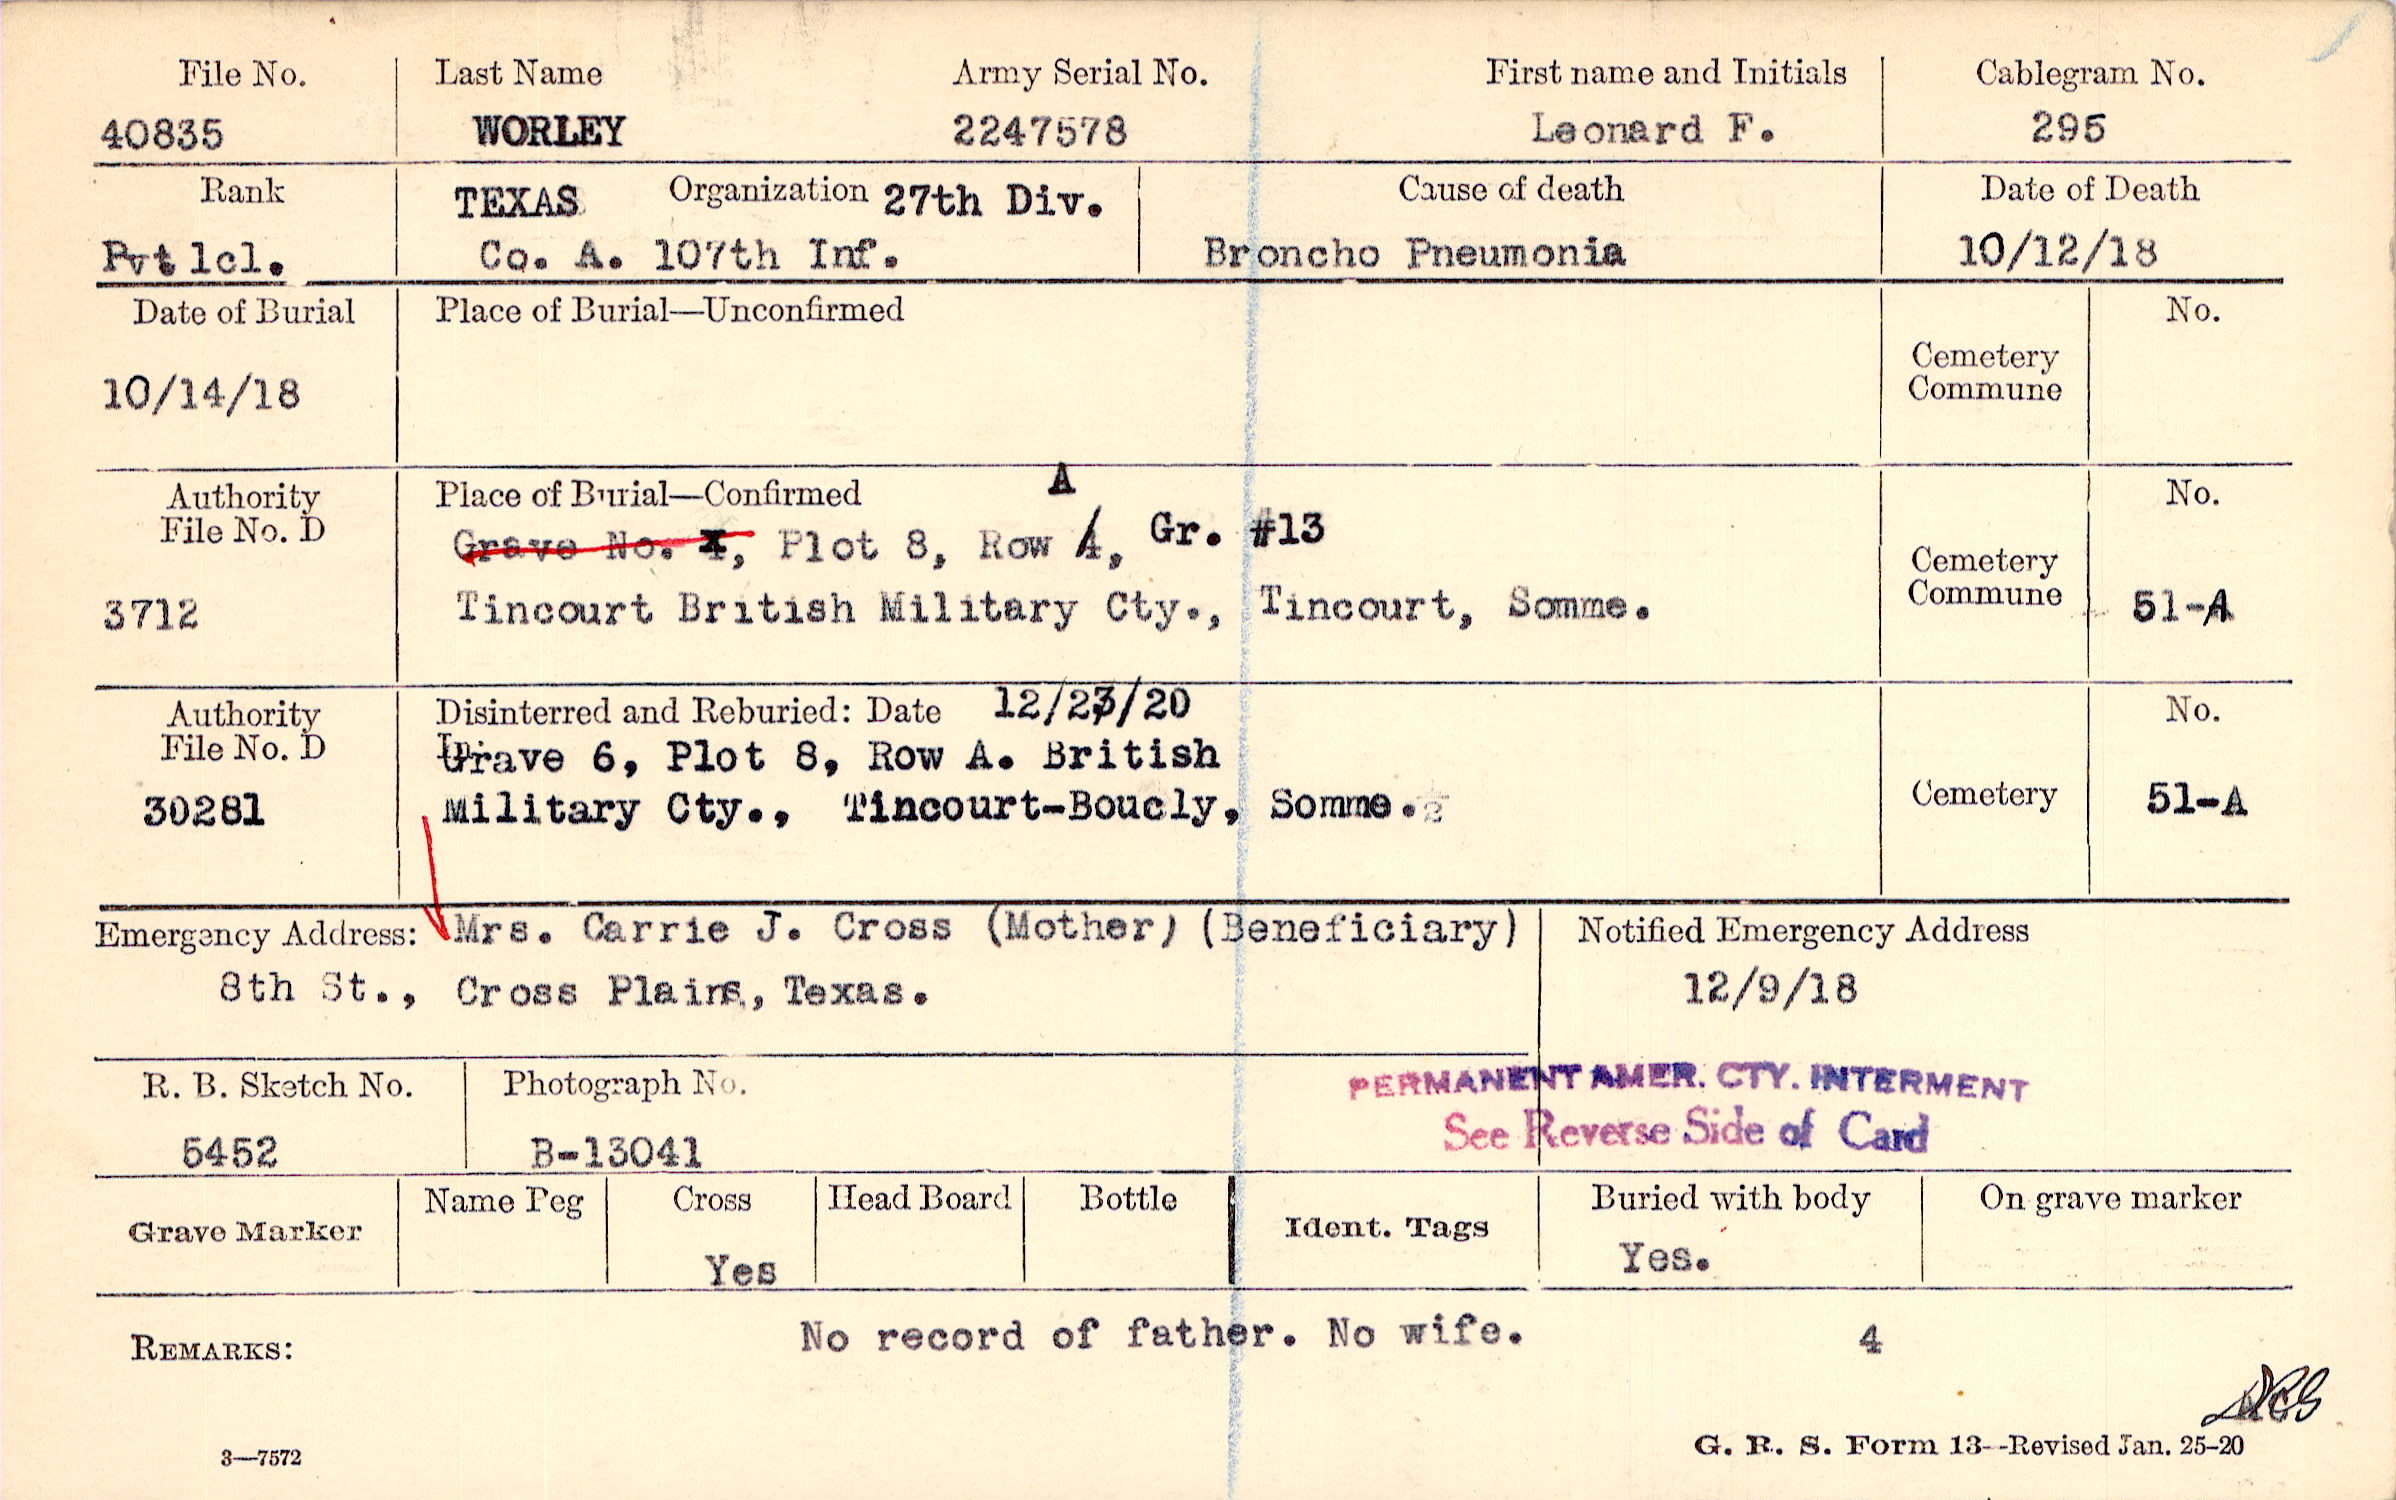 File No. Last Name Army Serial No. First name and Initials Cablegram No.
40835 WORLEY 2247578 Leonard F. 295
Rank TEXAS Organization 27th Div. Cause of death Date of Death
Pvt 1cl. Co. A. 107th Inf. Broncho Pneumonia 10/12/18
Date of Burial Place of Burial—Unconfirmed No.
Cemetery
Commune
10/14/18
Authority Place of Burial—Confirmed A No.
File No. D Grave No. 1, Plot 8, Row 4, Gr. #13
Cemetery
Commune
3712 Tincourt British Military Cty., Tincourt, Somme. 51-A
Authority Disinterred and Reburied: Date 12/23/20 No.
File No. D Grave 6, Plot 8, Row A. British
30281 Military Cty., Tincourt-Boucly, Somme. Cemetery 51-A
Emergency Address: Mrs. Carrie J. Cross (Mother) (Beneficiary) Notified Emergency Address
8th St., Cross Plains, Texas. 12/9/18
R. B. Sketch No. Photograph No. PERMANENT AMER. CTY. INTERMENT
See Reverse Side of Card
5452 B-13041
Grave Marker Name Peg Cross Head Board Bottle Ident. Tags Buried with body On grave marker
Yes Yes.
REMARKS: No record of father. No wife. 4
3—7572 G. R. S. Form 13--Revised Jan. 25-20